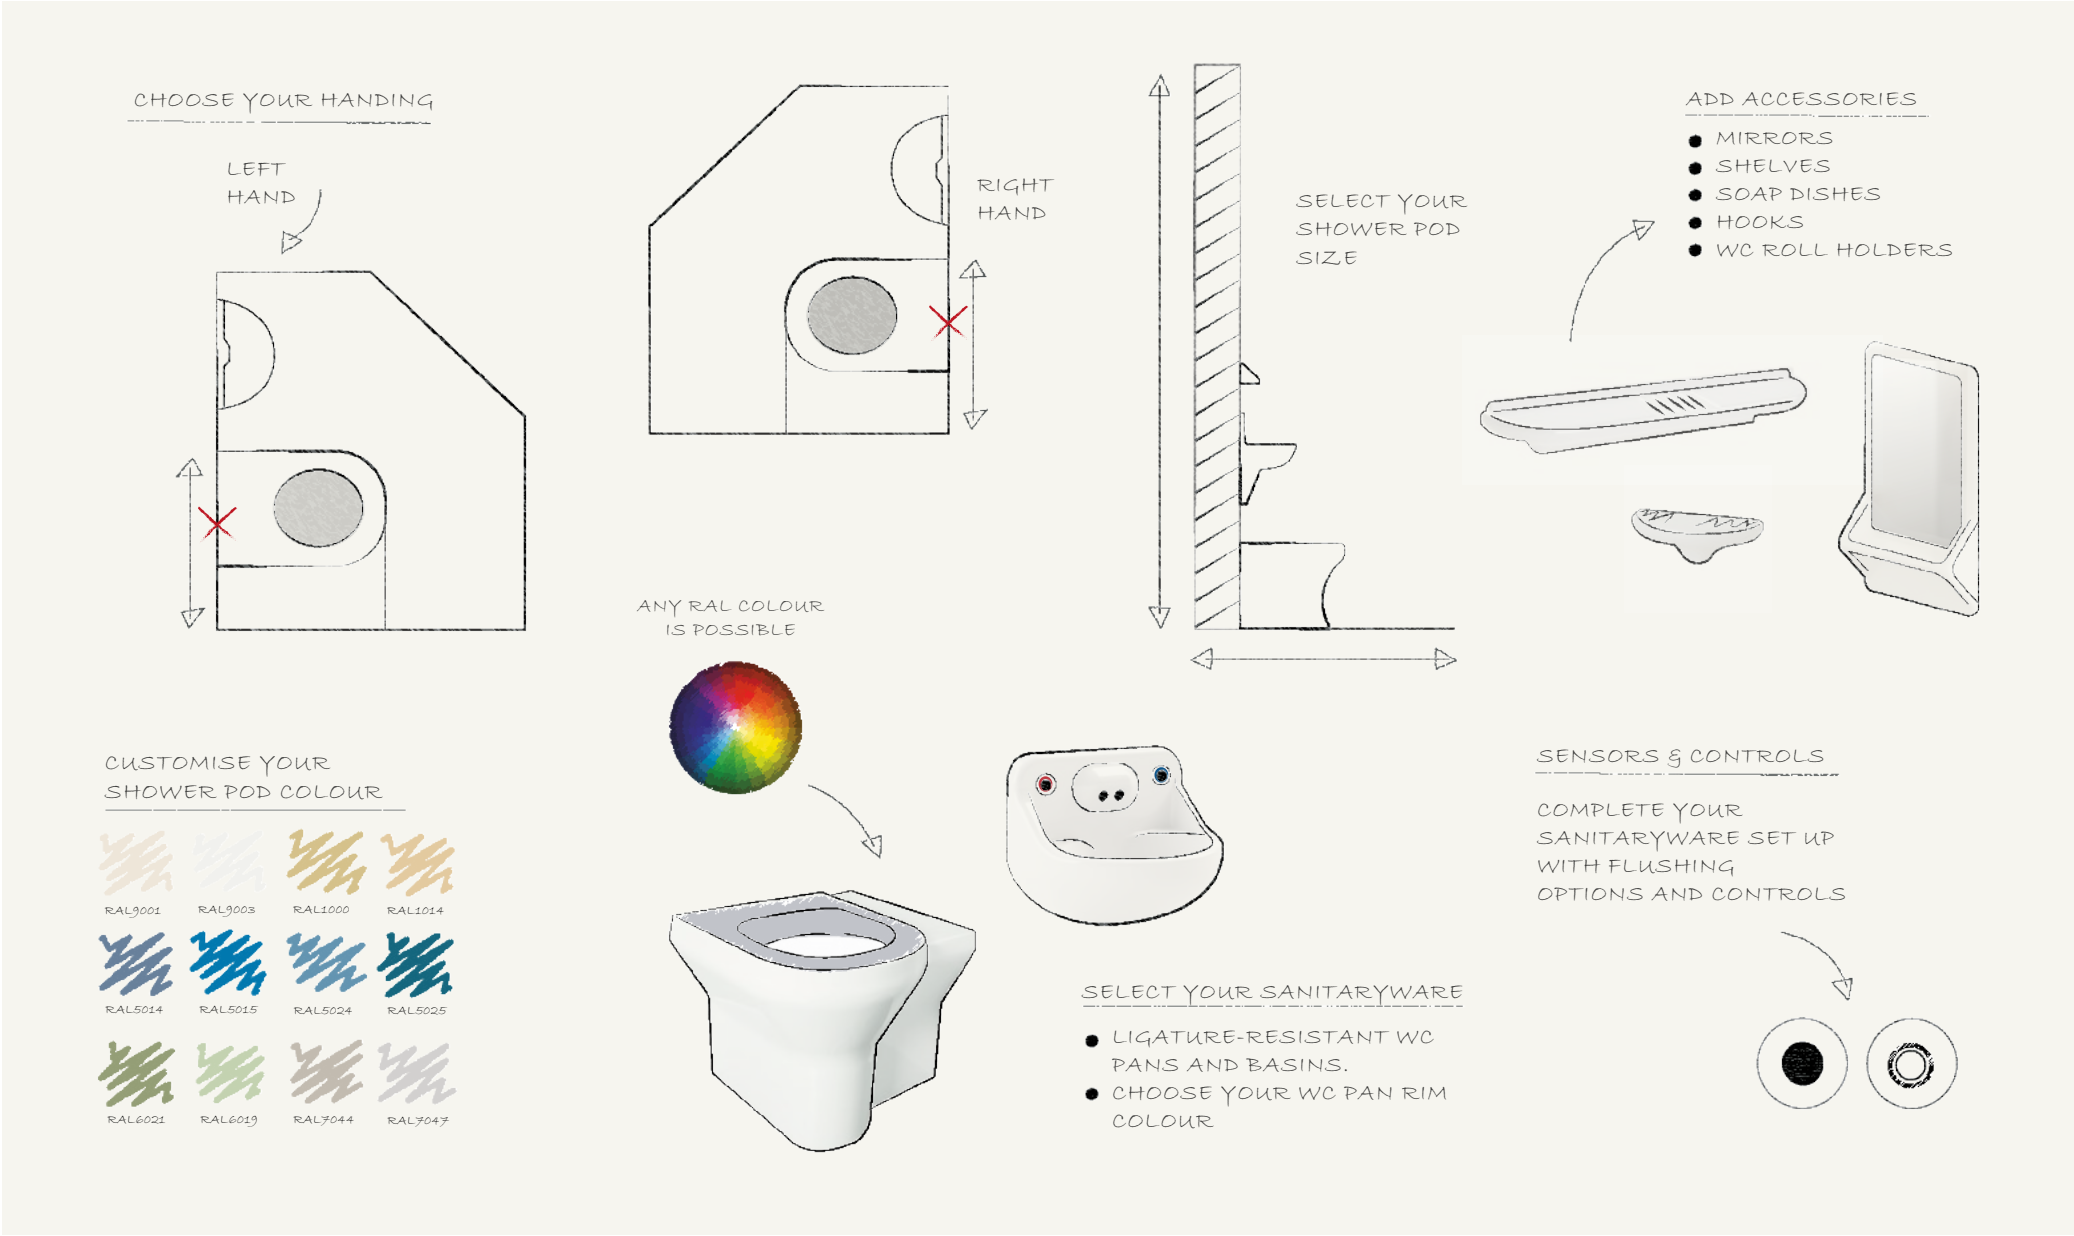 CHOOSE YOUR HANDING
LEFT
HAND
RIGHT
HAND
SELECT YOUR
SHOWER POD
SIZE
ADD ACCESSORIES
● MIRRORS
● SHELVES
● SOAP DISHES
● HOOKS
● WC ROLL HOLDERS
ANY RAL COLOUR
IS POSSIBLE
CUSTOMISE YOUR
SHOWER POD COLOUR
RAL9001 RAL9003 RAL1000 RAL1014
RAL5014 RAL5015 RAL5024 RAL5025
RAL6021 RAL6019 RAL7044 RAL7047
SELECT YOUR SANITARYWARE
● LIGATURE-RESISTANT WC
PANS AND BASINS.
● CHOOSE YOUR WC PAN RIM
COLOUR
SENSORS & CONTROLS
COMPLETE YOUR
SANITARYWARE SET UP
WITH FLUSHING
OPTIONS AND CONTROLS